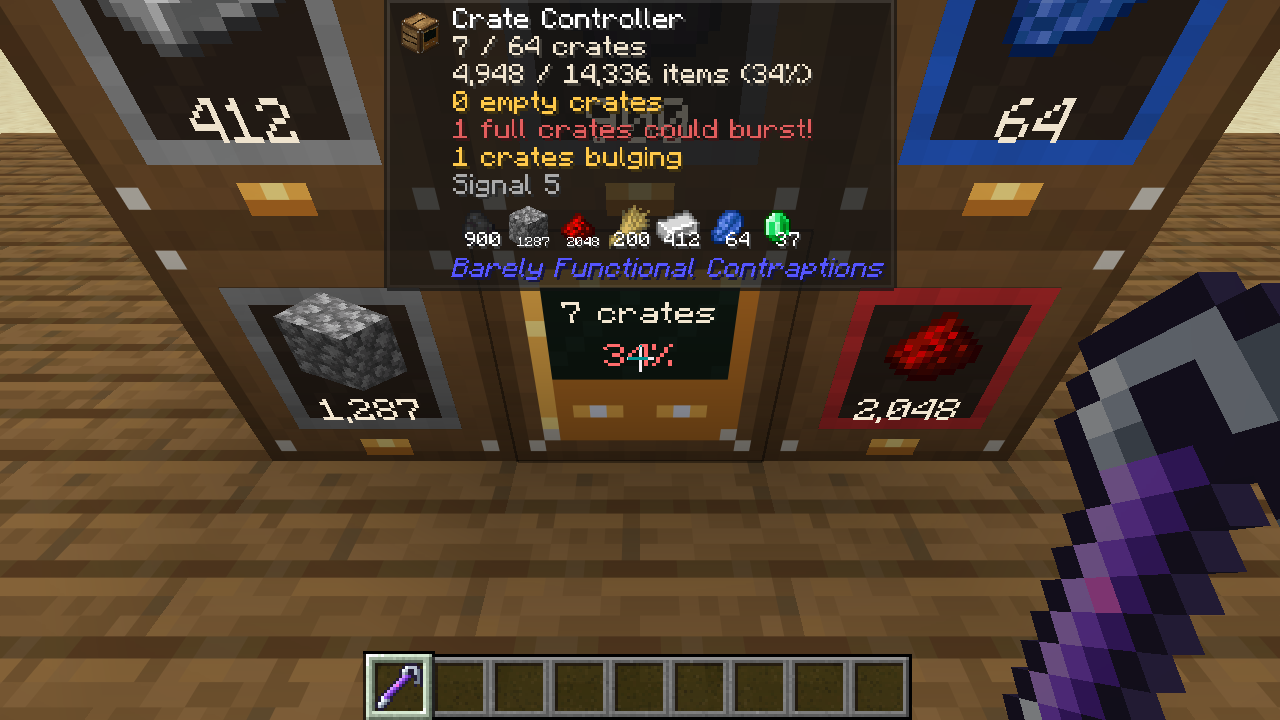 Crate Controller
7 / 64 crates
4,948 / 14,336 items (34%)
0 empty crates
1 full crates could burst!
1 crates bulging
Signal 5
900 1287 2048 200 412 64 37
Barely Functional Contraptions
412
900
64
7 crates
34%
1,287
2,048